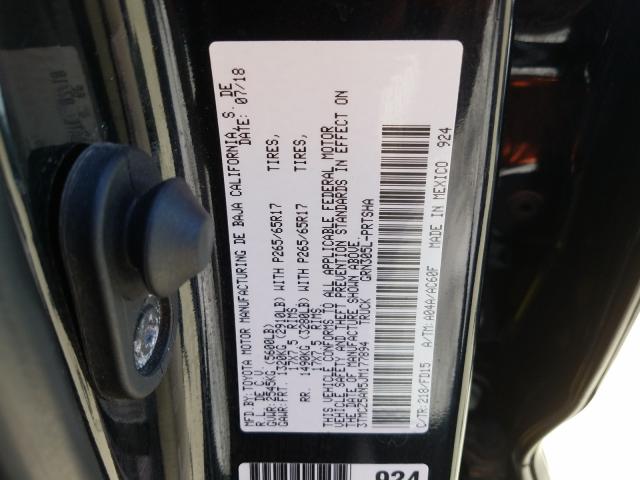 MFD. BY: TOYOTA MOTOR MANUFACTURING DE BAJA CALIFORNIA, S. DE
R. L. DE C. V. DATE: 07/18
GVWR: 2545KG (5600LB)
GAWR: FRT. 1320KG (2910LB) WITH P265/65R17 TIRES,
17X7.5 RIMS
RR. 1490KG (3280LB) WITH P265/65R17 TIRES,
17X7.5 RIMS
THIS VEHICLE CONFORMS TO ALL APPLICABLE FEDERAL MOTOR
VEHICLE SAFETY AND THEFT PREVENTION STANDARDS IN EFFECT ON
THE DATE OF MANUFACTURE SHOWN ABOVE.
3TMCZ5AN5JM177894 TRUCK GRN305L-PRTSHA
C/TR: 218/FD15 A/TM: A04A/AC60F MADE IN MEXICO 924
924